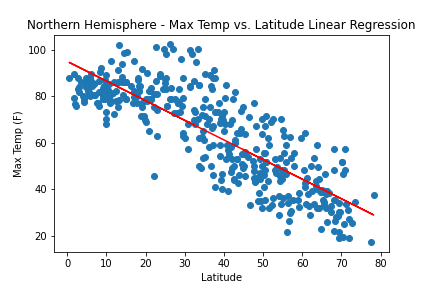 Northern Hemisphere - Max Temp vs. Latitude Linear Regression
100
80
60
40
20
Max Temp (F)
0 10 20 30 40 50 60 70 80
Latitude